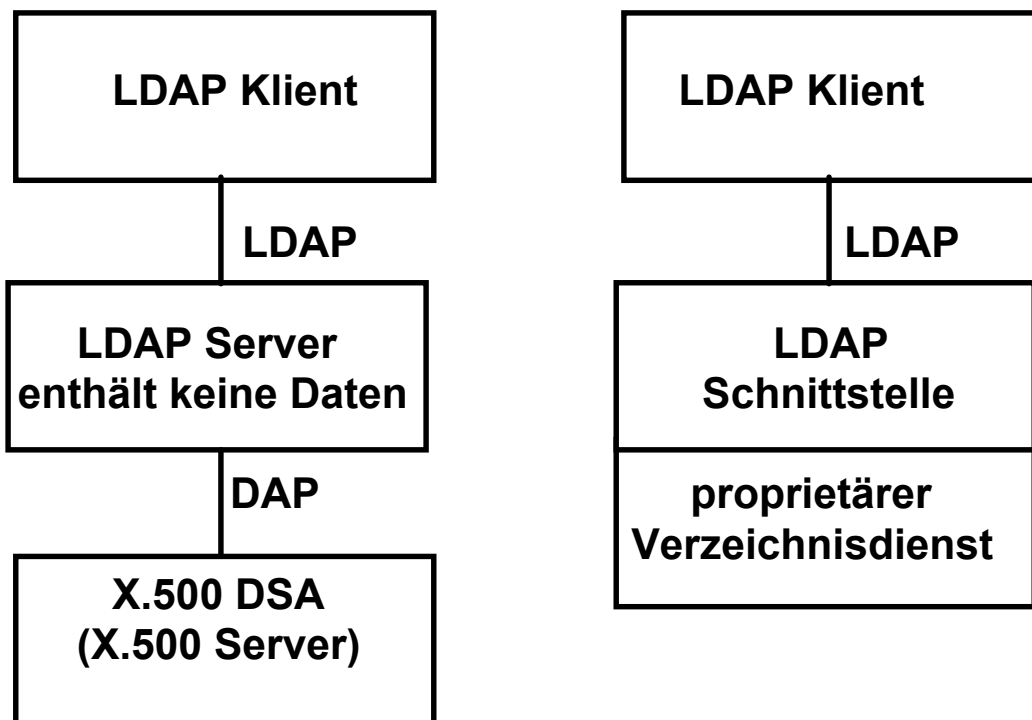 LDAP Klient
LDAP
LDAP Server
enthält keine Daten
DAP
X.500 DSA
(X.500 Server)
LDAP Klient
LDAP
LDAP
Schnittstelle
proprietärer
Verzeichnisdienst